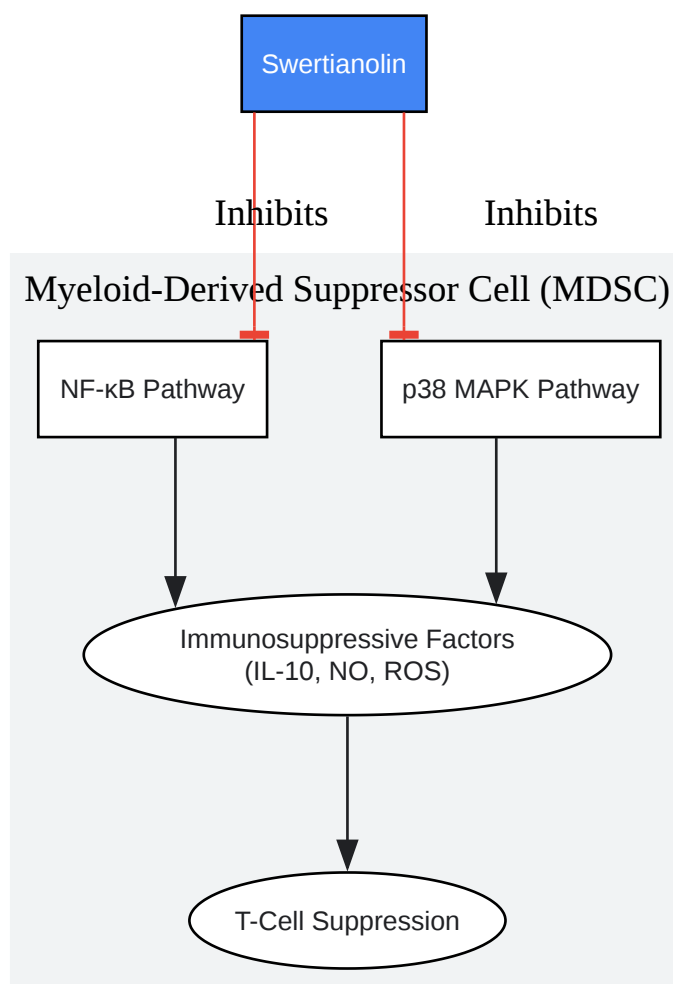 Swertianolin
Inhibits
Inhibits
Myeloid-Derived Suppressor Cell (MDSC)
NF-κB Pathway
p38 MAPK Pathway
Immunosuppressive Factors
(IL-10, NO, ROS)
T-Cell Suppression